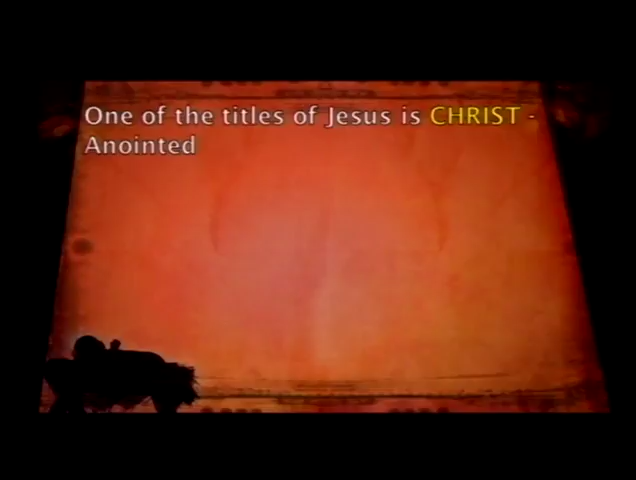 One of the titles of Jesus is CHRIST -
Anointed